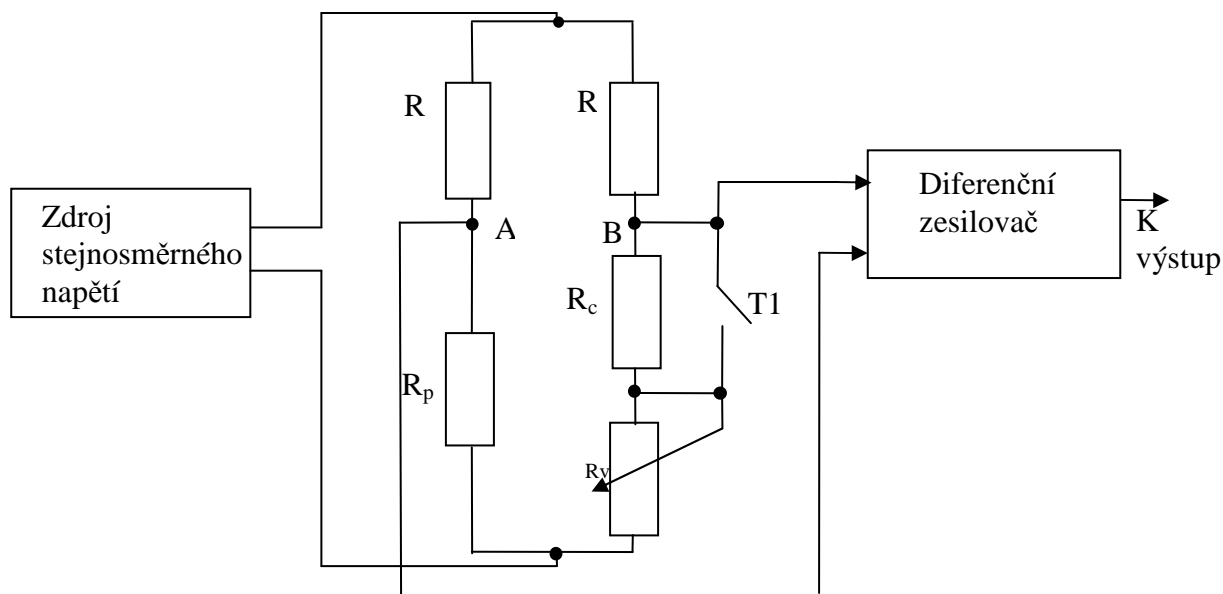 R
R
Zdroj
stejnosměrného
napětí
A
B
Diferenční
zesilovač
K
výstup
Rc
T1
Rp
Rv